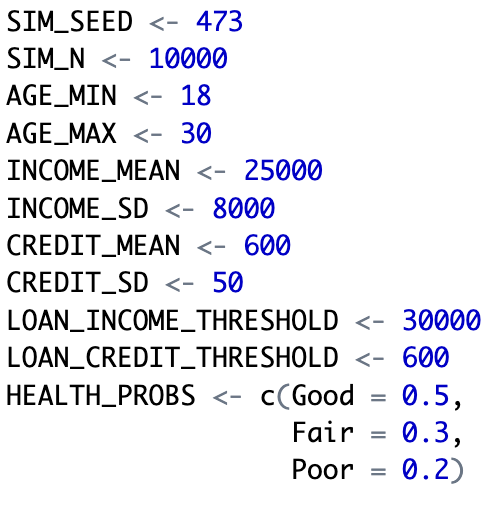 SIM_SEED <- 473
SIM_N <- 10000
AGE_MIN <- 18
AGE_MAX <- 30
INCOME_MEAN <- 25000
INCOME_SD <- 8000
CREDIT_MEAN <- 600
CREDIT_SD <- 50
LOAN_INCOME_THRESHOLD <- 30000
LOAN_CREDIT_THRESHOLD <- 600
HEALTH_PROBS <- c(Good = 0.5,
                  Fair = 0.3,
                  Poor = 0.2)